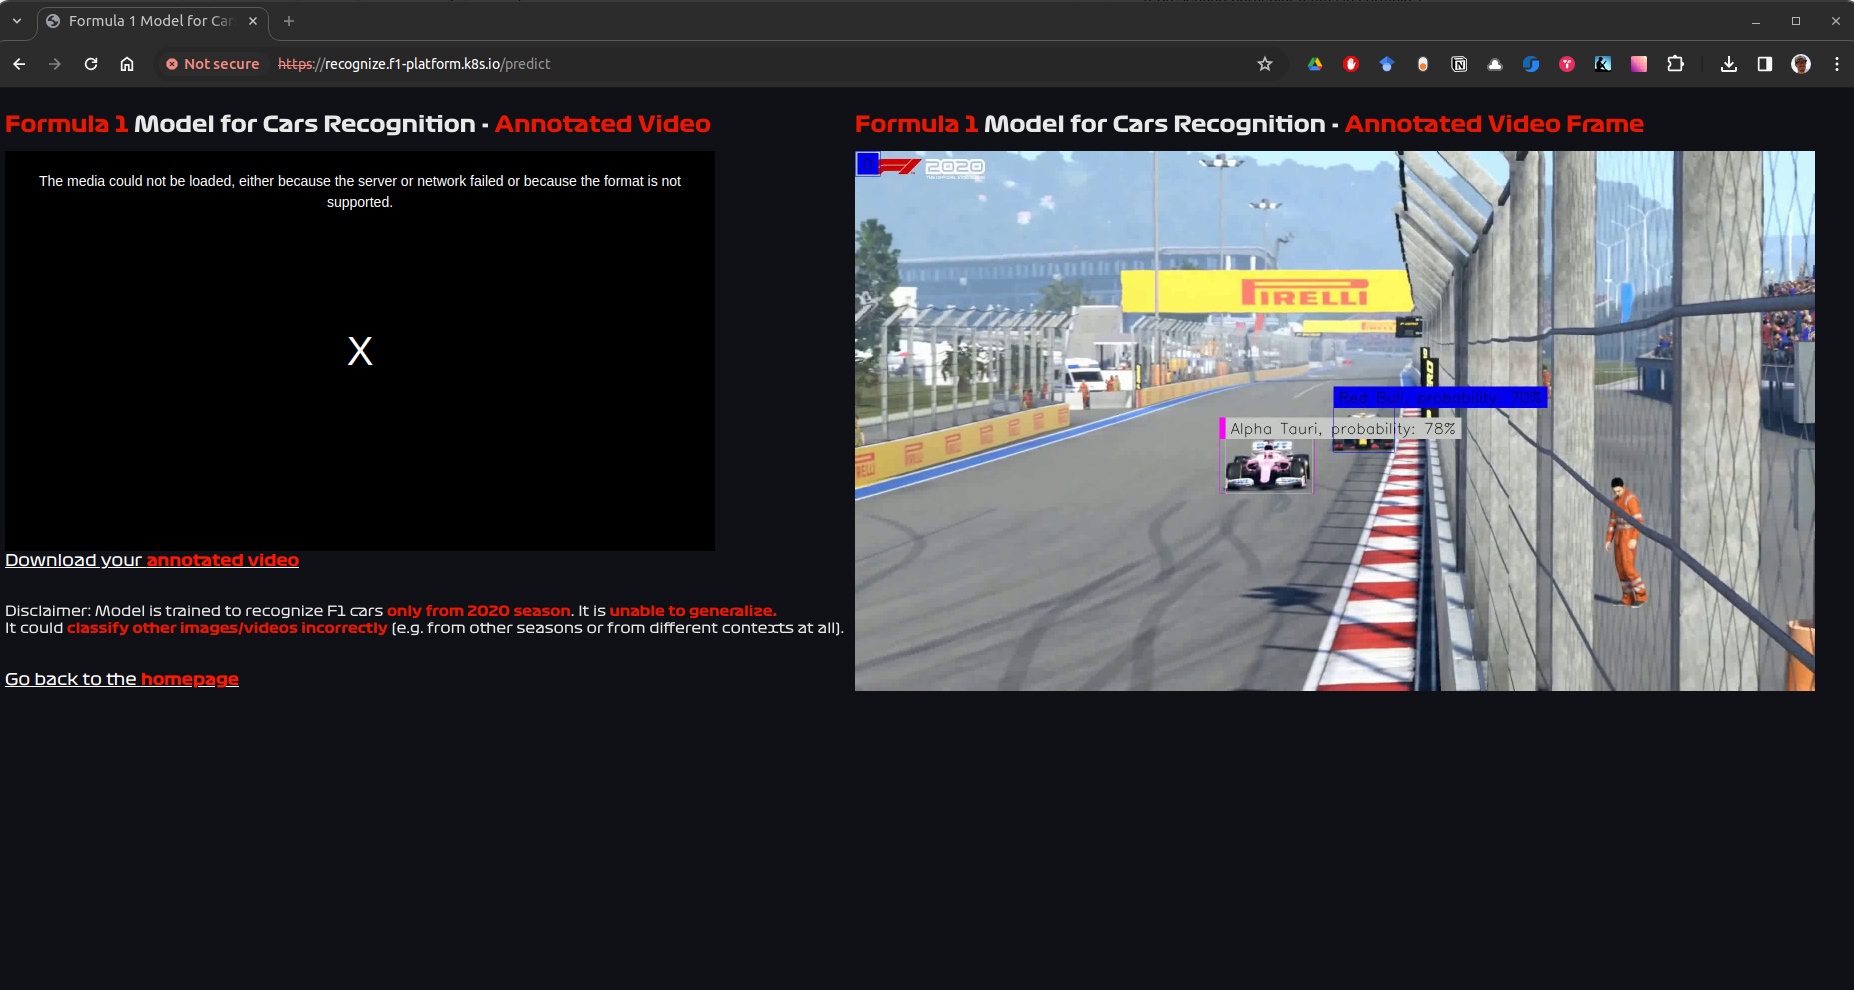 Formula 1 Model for Car
Not secure
https://recognize.f1-platform.k8s.io/predict
Formula 1 Model for Cars Recognition - Annotated Video
The media could not be loaded, either because the server or network failed or because the format is not
supported.
X
Download your annotated video
Disclaimer: Model is trained to recognize F1 cars only from 2020 season. It is unable to generalize.
It could classify other images/videos incorrectly (e.g. from other seasons or from different contexts at all).
Go back to the homepage
Formula 1 Model for Cars Recognition - Annotated Video Frame
0
2020
PIRELLI
Red Bull, probability: 70%
Alpha Tauri, probability: 78%